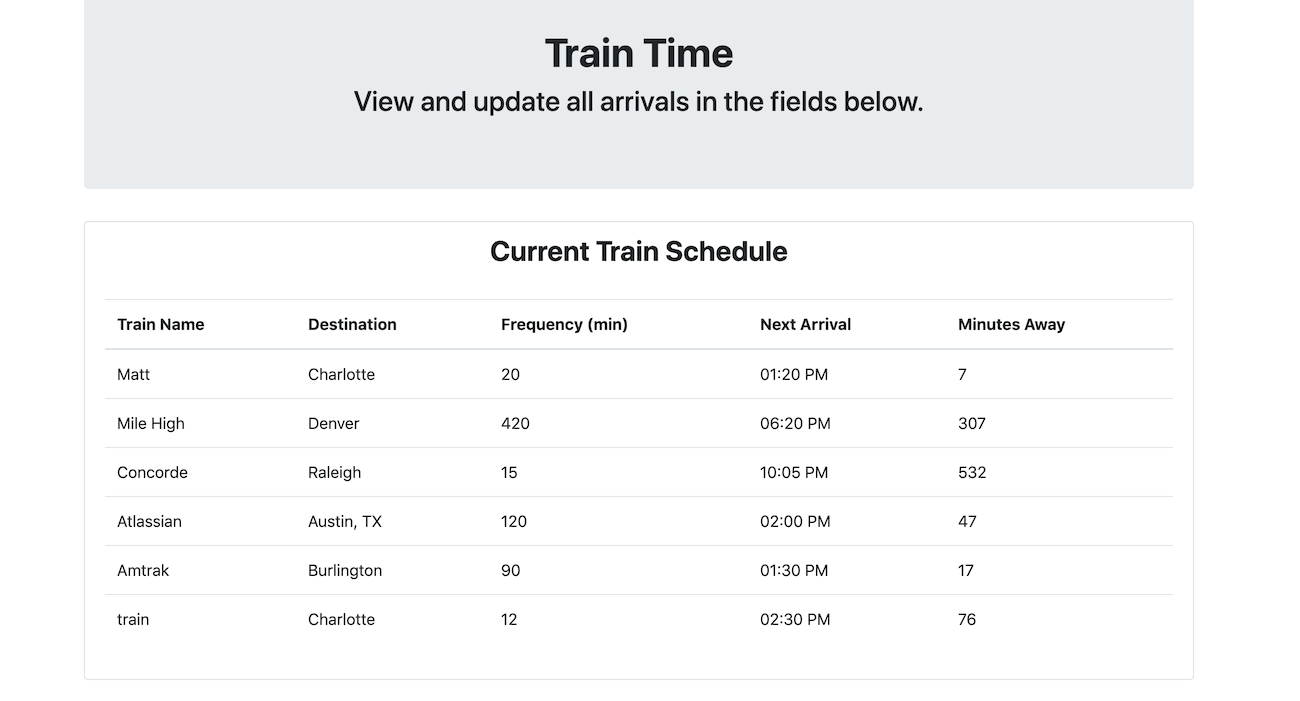 Train Time
View and update all arrivals in the fields below.
Current Train Schedule
Train Name Destination Frequency (min) Next Arrival Minutes Away
Matt Charlotte 20 01:20 PM 7
Mile High Denver 420 06:20 PM 307
Concorde Raleigh 15 10:05 PM 532
Atlassian Austin, TX 120 02:00 PM 47
Amtrak Burlington 90 01:30 PM 17
train Charlotte 12 02:30 PM 76